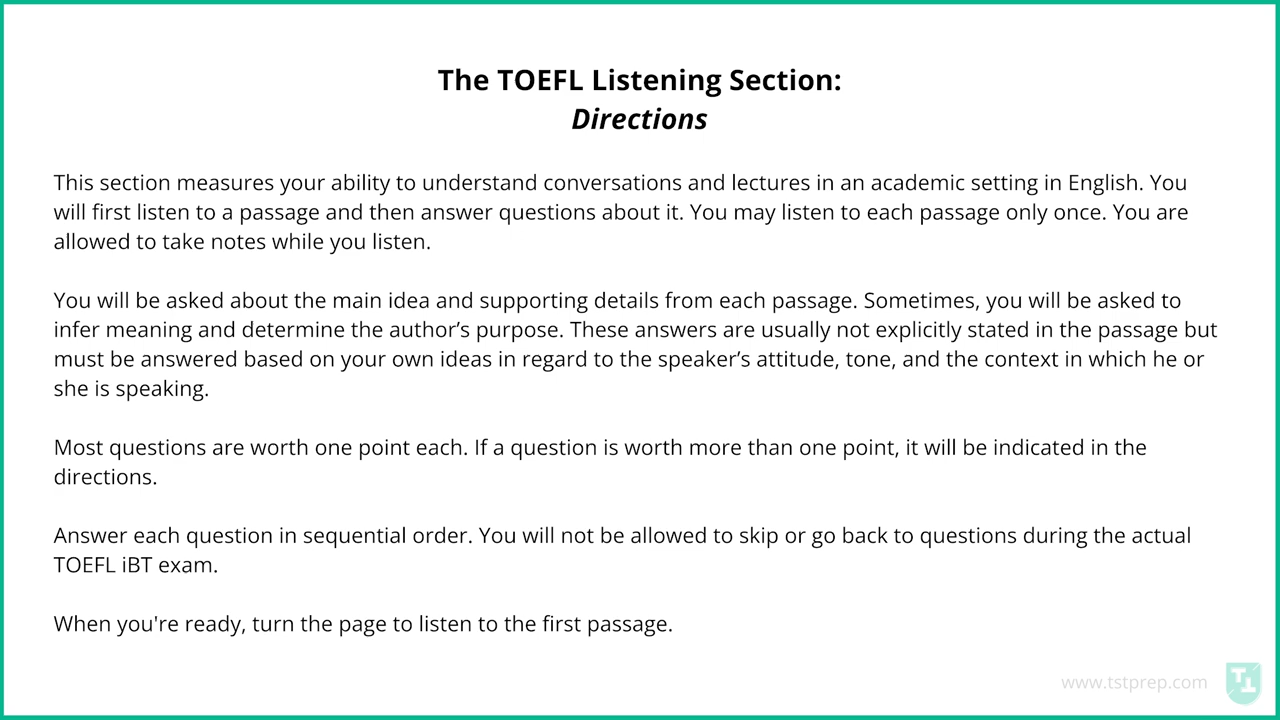 The TOEFL Listening Section:
Directions
This section measures your ability to understand conversations and lectures in an academic setting in English. You
will first listen to a passage and then answer questions about it. You may listen to each passage only once. You are
allowed to take notes while you listen.
You will be asked about the main idea and supporting details from each passage. Sometimes, you will be asked to
infer meaning and determine the author’s purpose. These answers are usually not explicitly stated in the passage but
must be answered based on your own ideas in regard to the speaker’s attitude, tone, and the context in which he or
she is speaking.
Most questions are worth one point each. If a question is worth more than one point, it will be indicated in the
directions.
Answer each question in sequential order. You will not be allowed to skip or go back to questions during the actual
TOEFL iBT exam.
When you're ready, turn the page to listen to the first passage.
www.tstprep.com